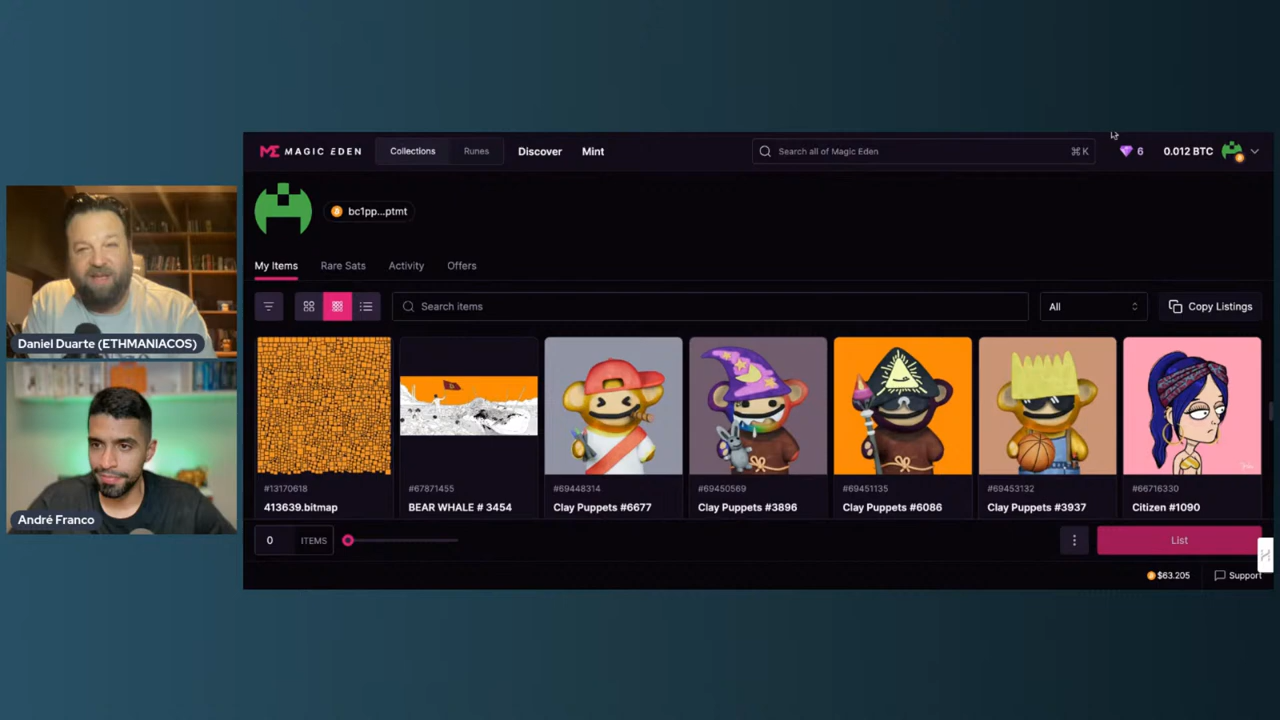 MAGIC EDEN
Collections
Runes
Discover
Mint
Search all of Magic Eden
⌘K
6
0.012 BTC
bc1pp...ptmt
My Items
Rare Sats
Activity
Offers
Search items
All
Copy Listings
#13170618
413639.bitmap
#67871455
BEAR WHALE # 3454
#69448314
Clay Puppets #6677
#69450569
Clay Puppets #3896
#69451135
Clay Puppets #6086
#69453132
Clay Puppets #3937
#66716330
Citizen #1090
0
ITEMS
List
$63.205
Support
Daniel Duarte (ETHMANIACOS)
André Franco